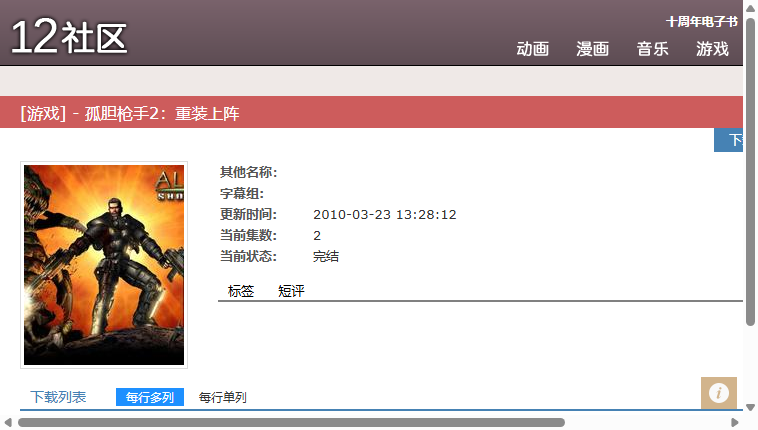 12社区
十周年电子书
动画 漫画 音乐 游戏
[游戏] - 孤胆枪手2：重装上阵
下
其他名称：
字幕组：
更新时间： 2010-03-23 13:28:12
当前集数： 2
当前状态： 完结
标签 短评
AL
SHO
下载列表 每行多列 每行单列
i